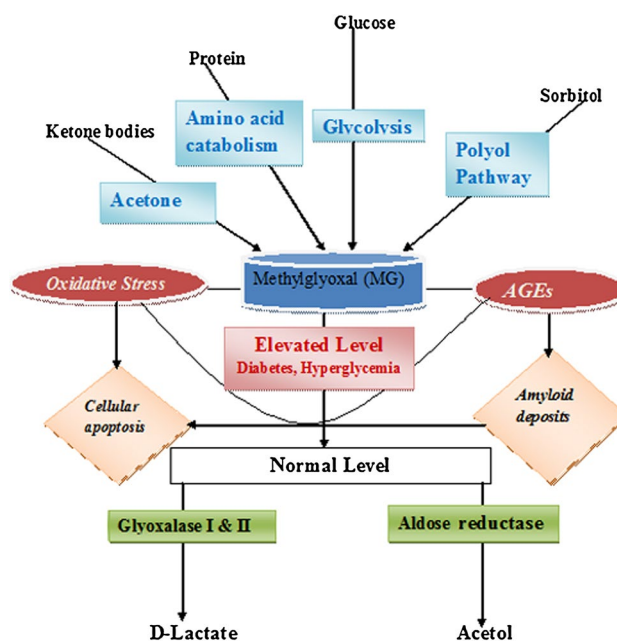 Glucose
Protein
Sorbitol
Ketone bodies
Amino acid
catabolism
Glycolysis
Polyol
Pathway
Acetone
Methylglyoxal (MG)
Oxidative Stress
AGEs
Elevated Level
Diabetes, Hyperglycemia
Cellular
apoptosis
Amyloid
deposits
Normal Level
Glyoxalase I & II
Aldose reductase
D-Lactate
Acetol